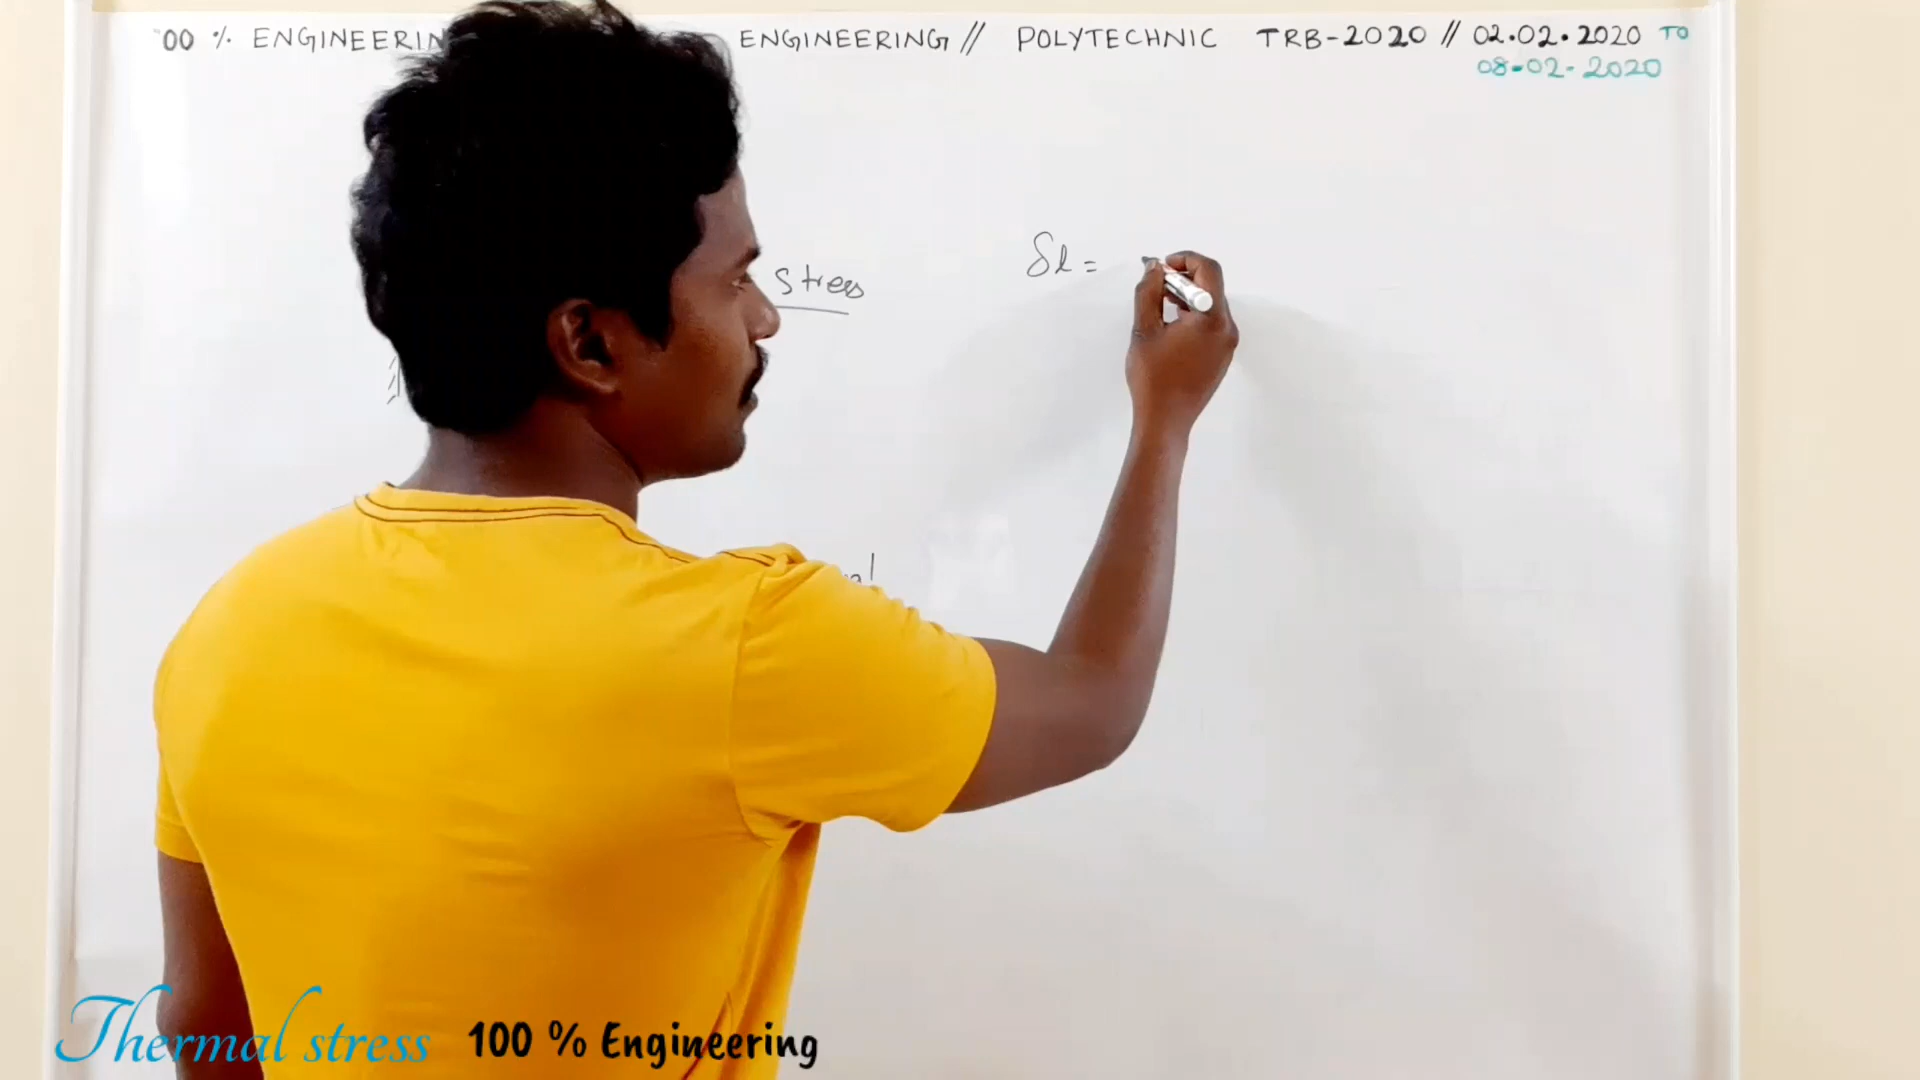 00 % ENGINEERIN ENGINEERING // POLYTECHNIC TRB-2020 // 02.02.2020 TO
08-02-2020
stress
δl =
Thermal stress 100 % Engineering